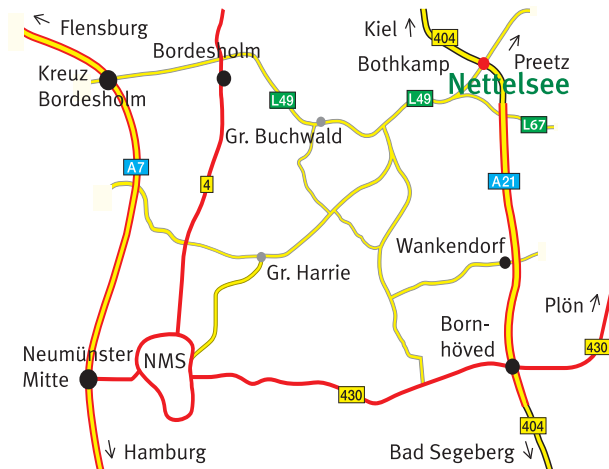 Flensburg
Kiel
404
Bordesholm
Bothkamp
Preetz
Kreuz
Bordesholm
Nettelsee
L49
L49
L67
Gr. Buchwald
A7
4
A21
Wankendorf
Gr. Harrie
Plön
Born-
höved
430
Neumünster
Mitte
NMS
430
404
Hamburg
Bad Segeberg